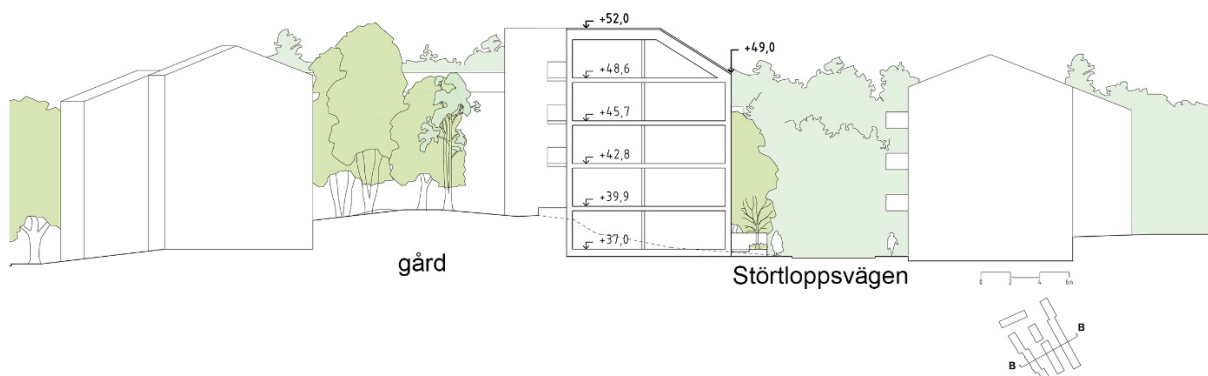 +52,0
+49,0
+48,6
+45,7
+42,8
+39,9
+37,0
gård
Störtloppsvägen
0 2 4 6m
B
B